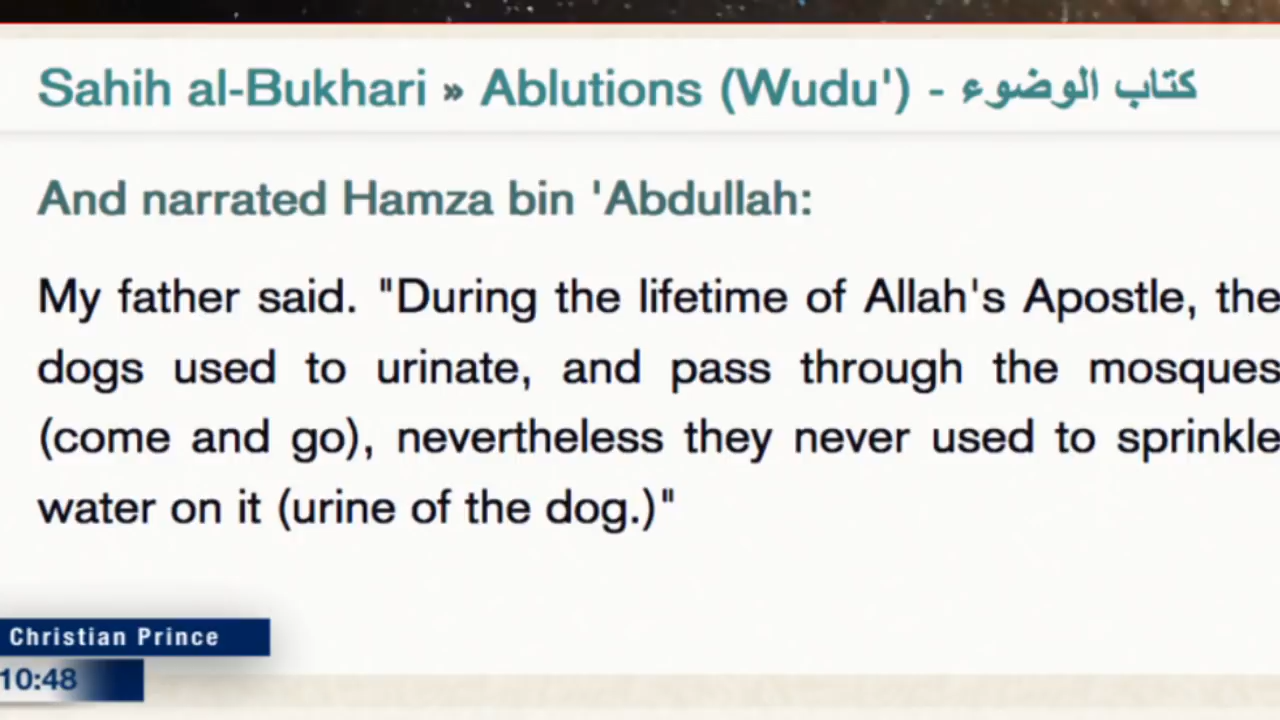 Sahih al-Bukhari » Ablutions (Wudu') - كتاب الوضوء
And narrated Hamza bin 'Abdullah:
My father said. "During the lifetime of Allah's Apostle, the
dogs used to urinate, and pass through the mosques
(come and go), nevertheless they never used to sprinkle
water on it (urine of the dog.)"
Christian Prince
10:48